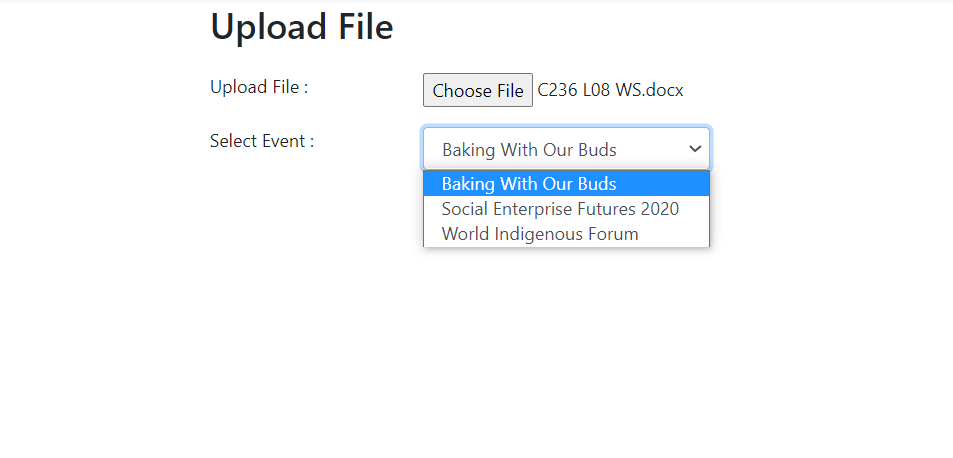 Upload File
Upload File :
Choose File C236 L08 WS.docx
Select Event :
Baking With Our Buds
Baking With Our Buds
Social Enterprise Futures 2020
World Indigenous Forum